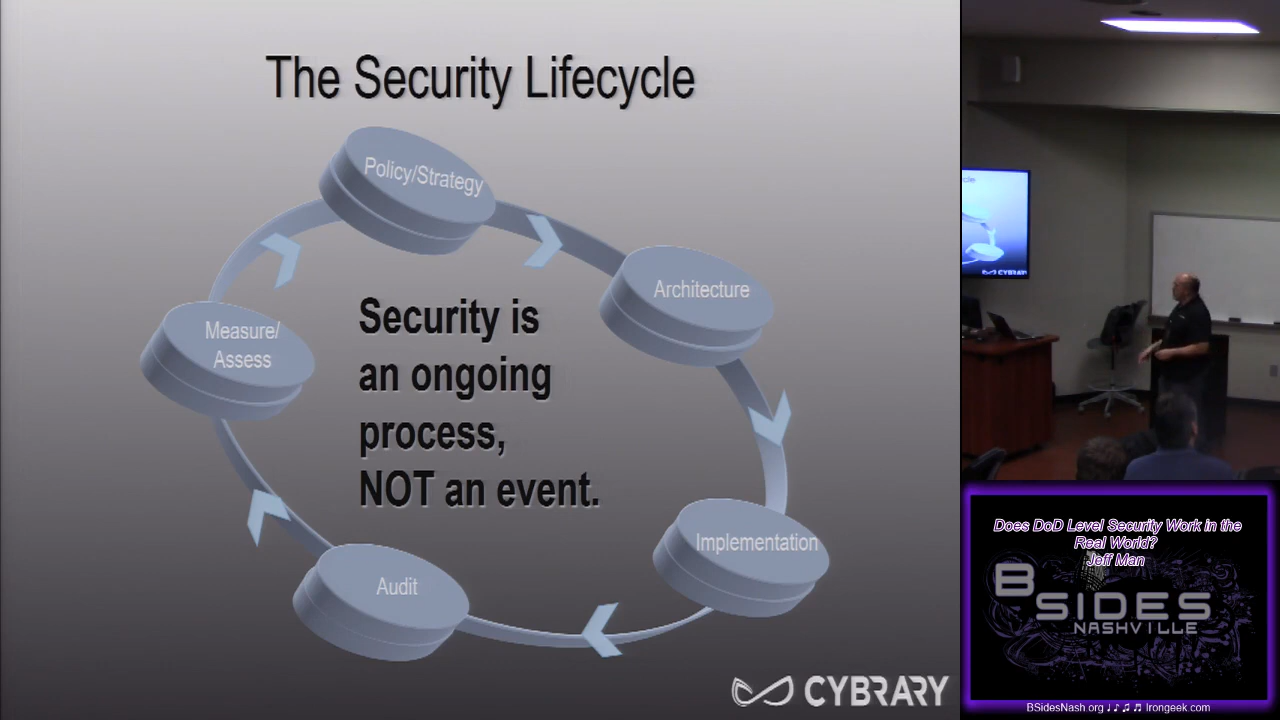 The Security Lifecycle
Policy/Strategy
Architecture
Measure/
Assess
Security is
an ongoing
process,
NOT an event.
Implementation
Audit
CYBRARY
CYBRARY
Does DoD Level Security Work in the
Real World?
Jeff Man
BSIDES
NASHVILLE
BSidesNash.org ♩ ♪ ♫ ♬ Irongeek.com